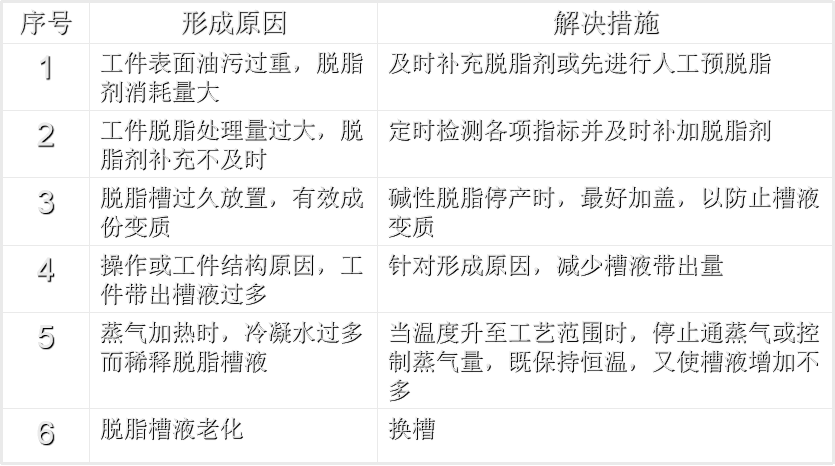 序号 形成原因 解决措施
1 工件表面油污过重，脱脂 及时补充脱脂剂或先进行人工预脱脂
剂消耗量大
2 工件脱脂处理量过大，脱 定时检测各项指标并及时补加脱脂剂
脂剂补充不及时
3 脱脂槽过久放置，有效成 碱性脱脂停产时，最好加盖，以防止槽液
份变质 变质
4 操作或工件结构原因，工 针对形成原因，减少槽液带出量
件带出槽液过多
5 蒸气加热时，冷凝水过多 当温度升至工艺范围时，停止通蒸气或控
而稀释脱脂槽液 制蒸气量，既保持恒温，又使槽液增加不
多
6 脱脂槽液老化 换槽